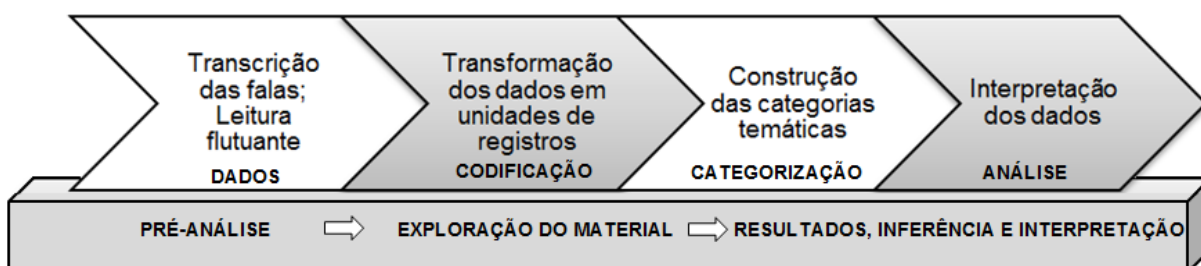 Transcrição
das falas;
Leitura
flutuante
DADOS
Transformação
dos dados em
unidades de
registros
CODIFICAÇÃO
Construção
das categorias
temáticas
CATEGORIZAÇÃO
Interpretação
dos dados
ANÁLISE
PRÉ-ANÁLISE EXPLORAÇÃO DO MATERIAL RESULTADOS, INFERÊNCIA E INTERPRETAÇÃO